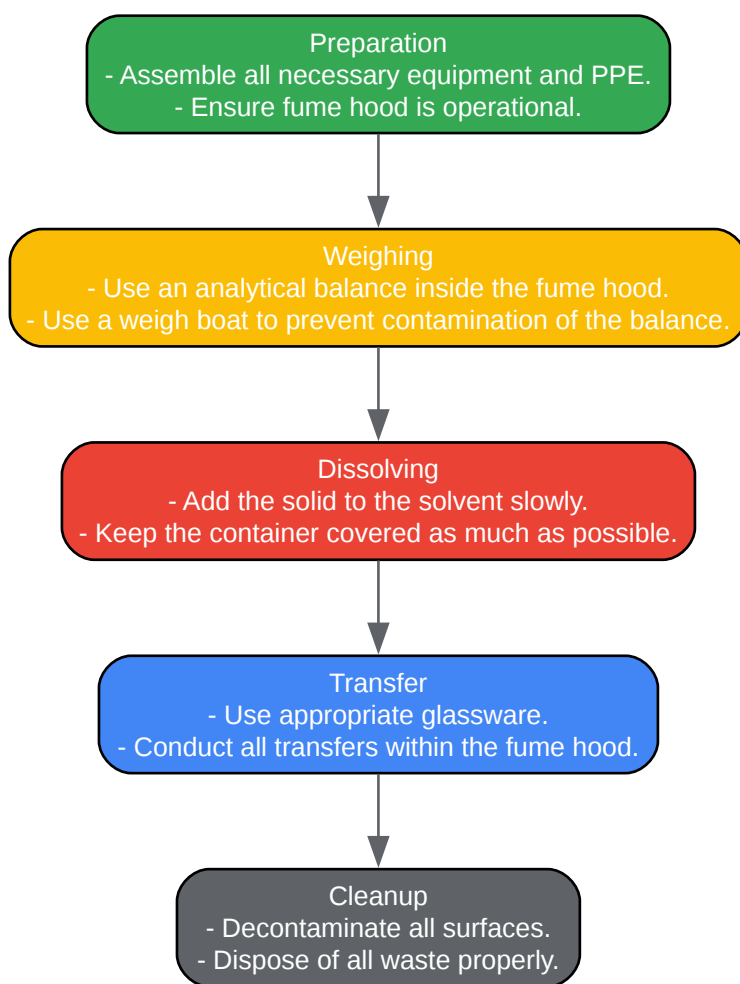 Preparation
- Assemble all necessary equipment and PPE.
- Ensure fume hood is operational.
Weighing
- Use an analytical balance inside the fume hood.
- Use a weigh boat to prevent contamination of the balance.
Dissolving
- Add the solid to the solvent slowly.
- Keep the container covered as much as possible.
Transfer
- Use appropriate glassware.
- Conduct all transfers within the fume hood.
Cleanup
- Decontaminate all surfaces.
- Dispose of all waste properly.